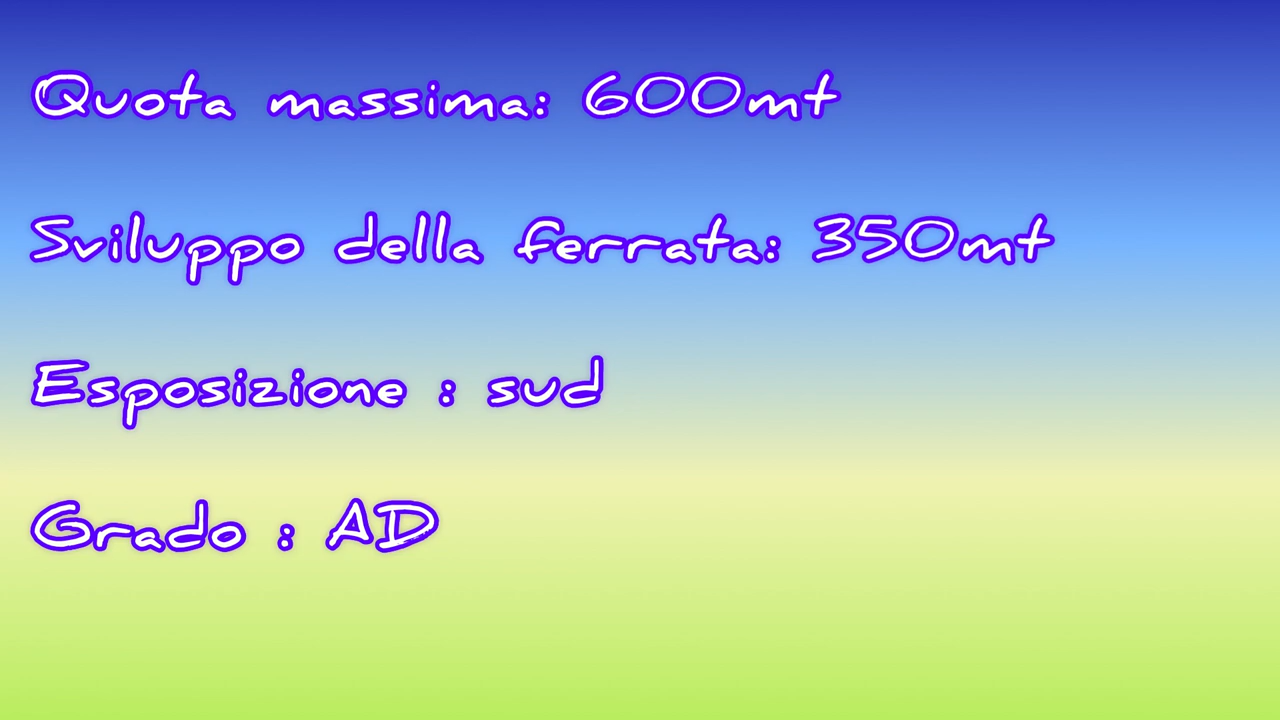 Quota massima: 600mt
Sviluppo della ferrata: 350mt
Esposizione : sud
Grado : AD